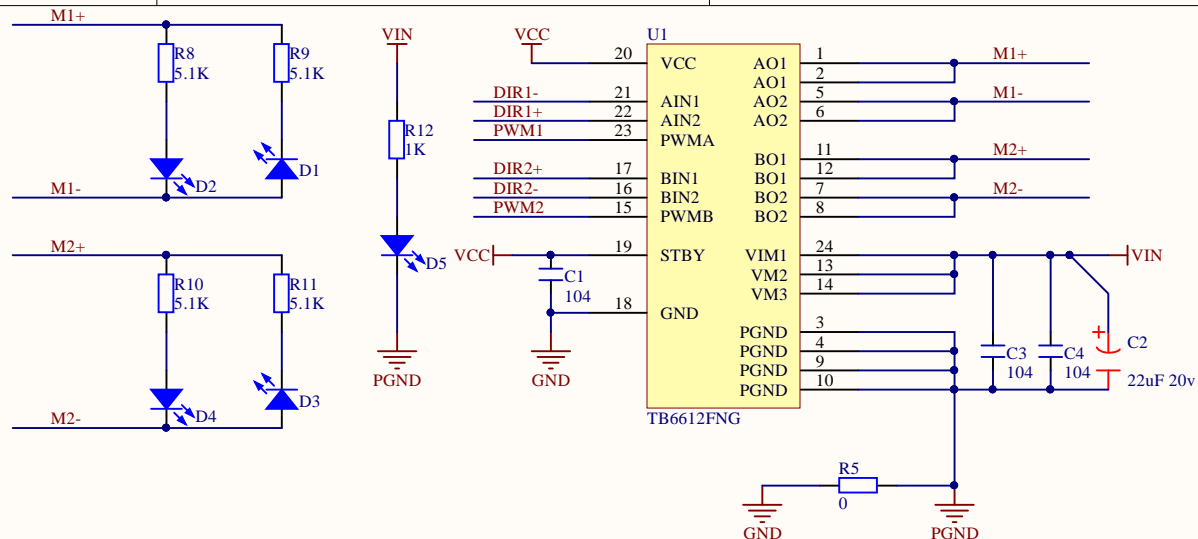 M1+
R8
5.1K
R9
5.1K
D2
D1
M1-
M2+
R10
5.1K
R11
5.1K
D4
D3
M2-
VIN
R12
1K
D5
PGND
VCC
U1
20 VCC
DIR1- 21 AIN1
DIR1+ 22 AIN2
PWM1 23 PWMA
DIR2+ 17 BIN1
DIR2- 16 BIN2
PWM2 15 PWMB
VCC 19 STBY
C1
104
18 GND
GND
AO1 1 M1+
AO1 2
AO2 5 M1-
AO2 6
BO1 11 M2+
BO1 12
BO2 7 M2-
BO2 8
VIM1 24 VIN
VM2 13
VM3 14
PGND 3
PGND 4
PGND 9
PGND 10
TB6612FNG
C3
104
C4
104
+
C2
22uF 20v
R5
0
GND
PGND